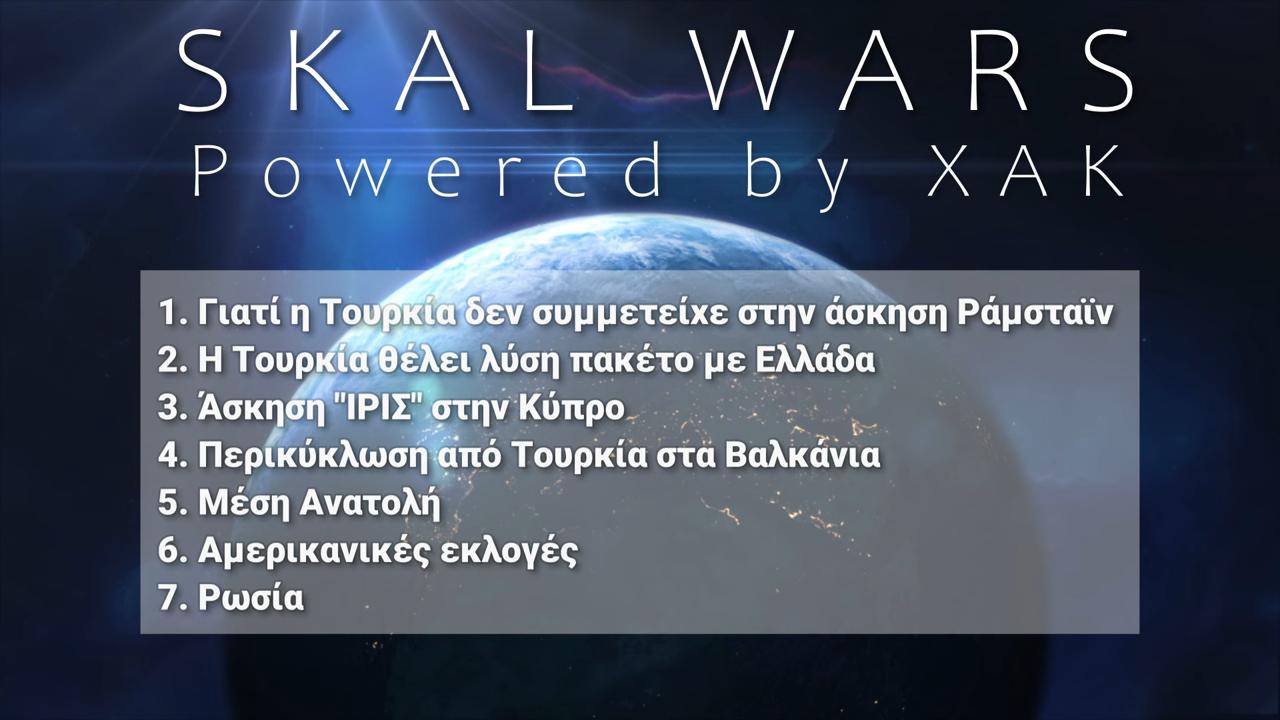 SKAL WARS
Powered by XAK
1. Γιατί η Τουρκία δεν συμμετείχε στην άσκηση Ράμσταϊν
2. Η Τουρκία θέλει λύση πακέτο με Ελλάδα
3. Άσκηση "ΙΡΙΣ" στην Κύπρο
4. Περικύκλωση από Τουρκία στα Βαλκάνια
5. Μέση Ανατολή
6. Αμερικανικές εκλογές
7. Ρωσία